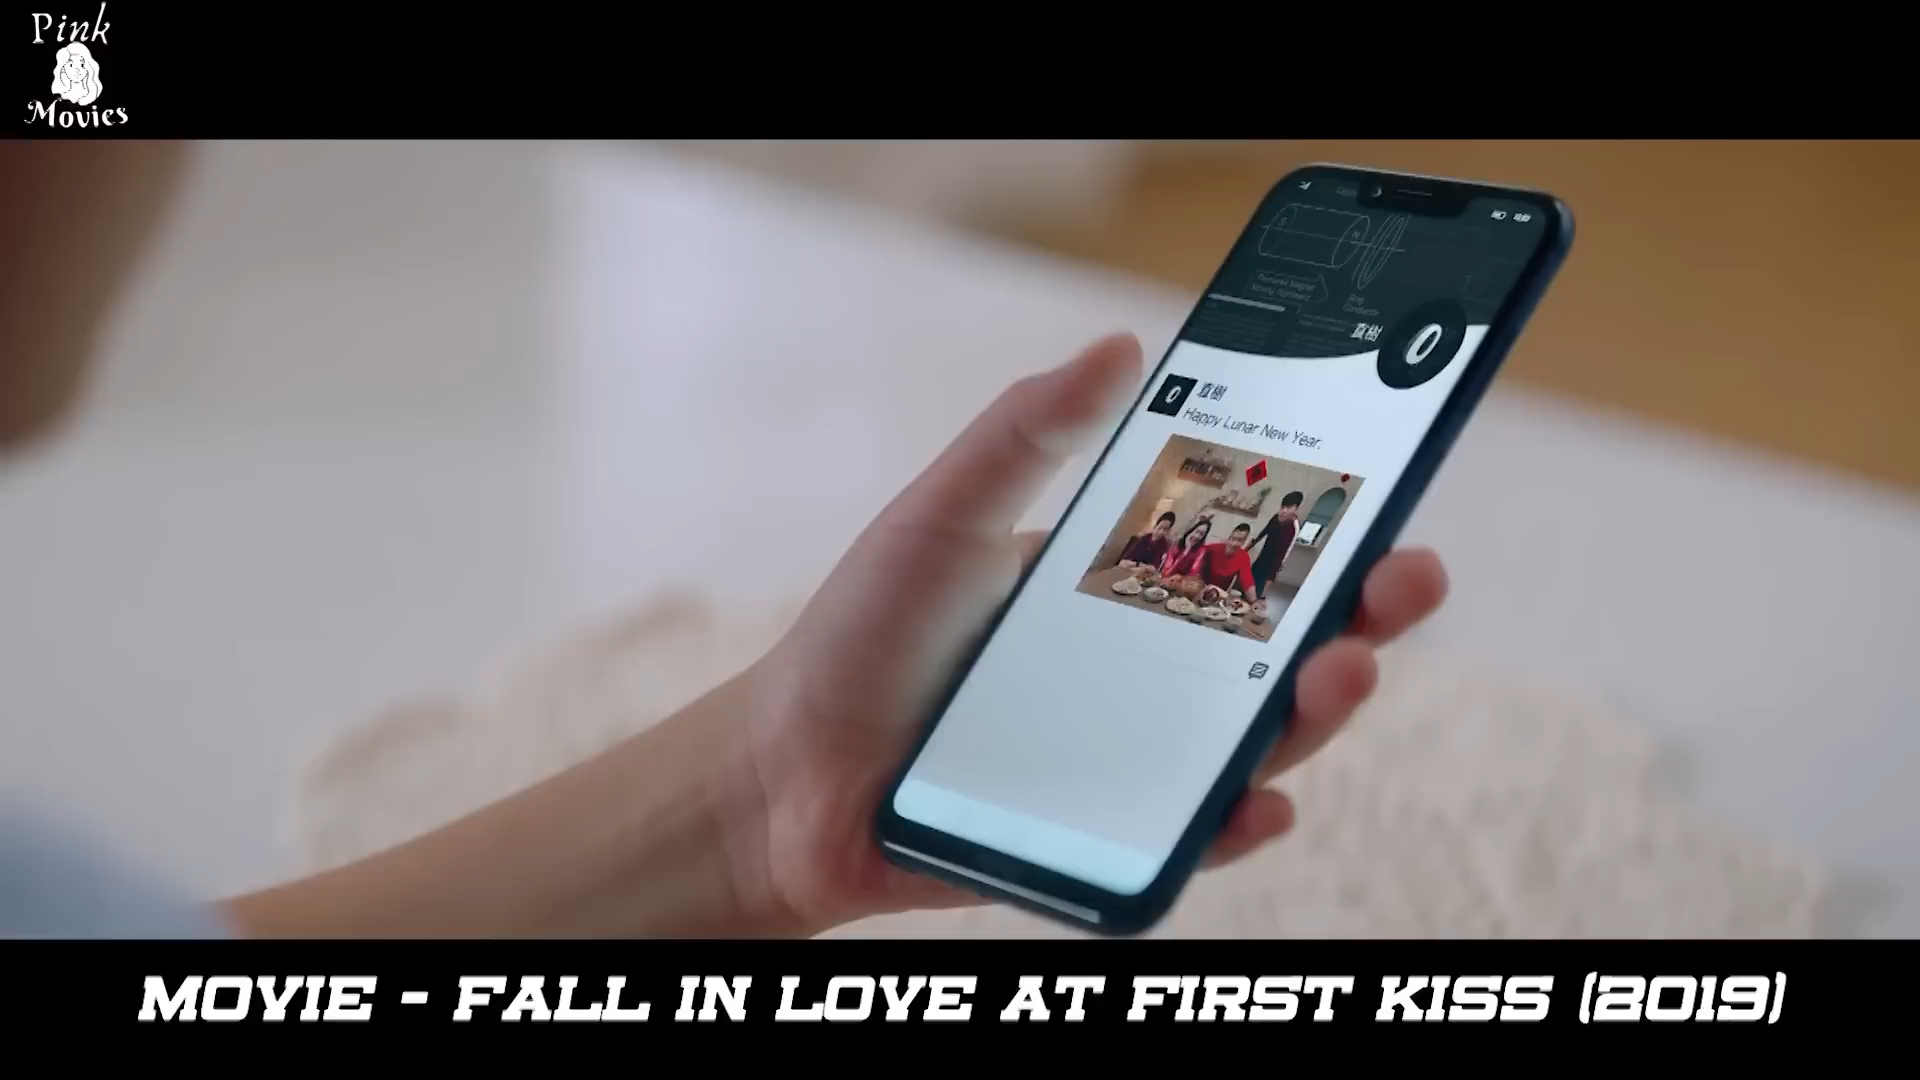 Pink
Movies
S
N
直樹
直樹
Happy Lunar New Year.
MOVIE - FALL IN LOVE AT FIRST KISS (2019)